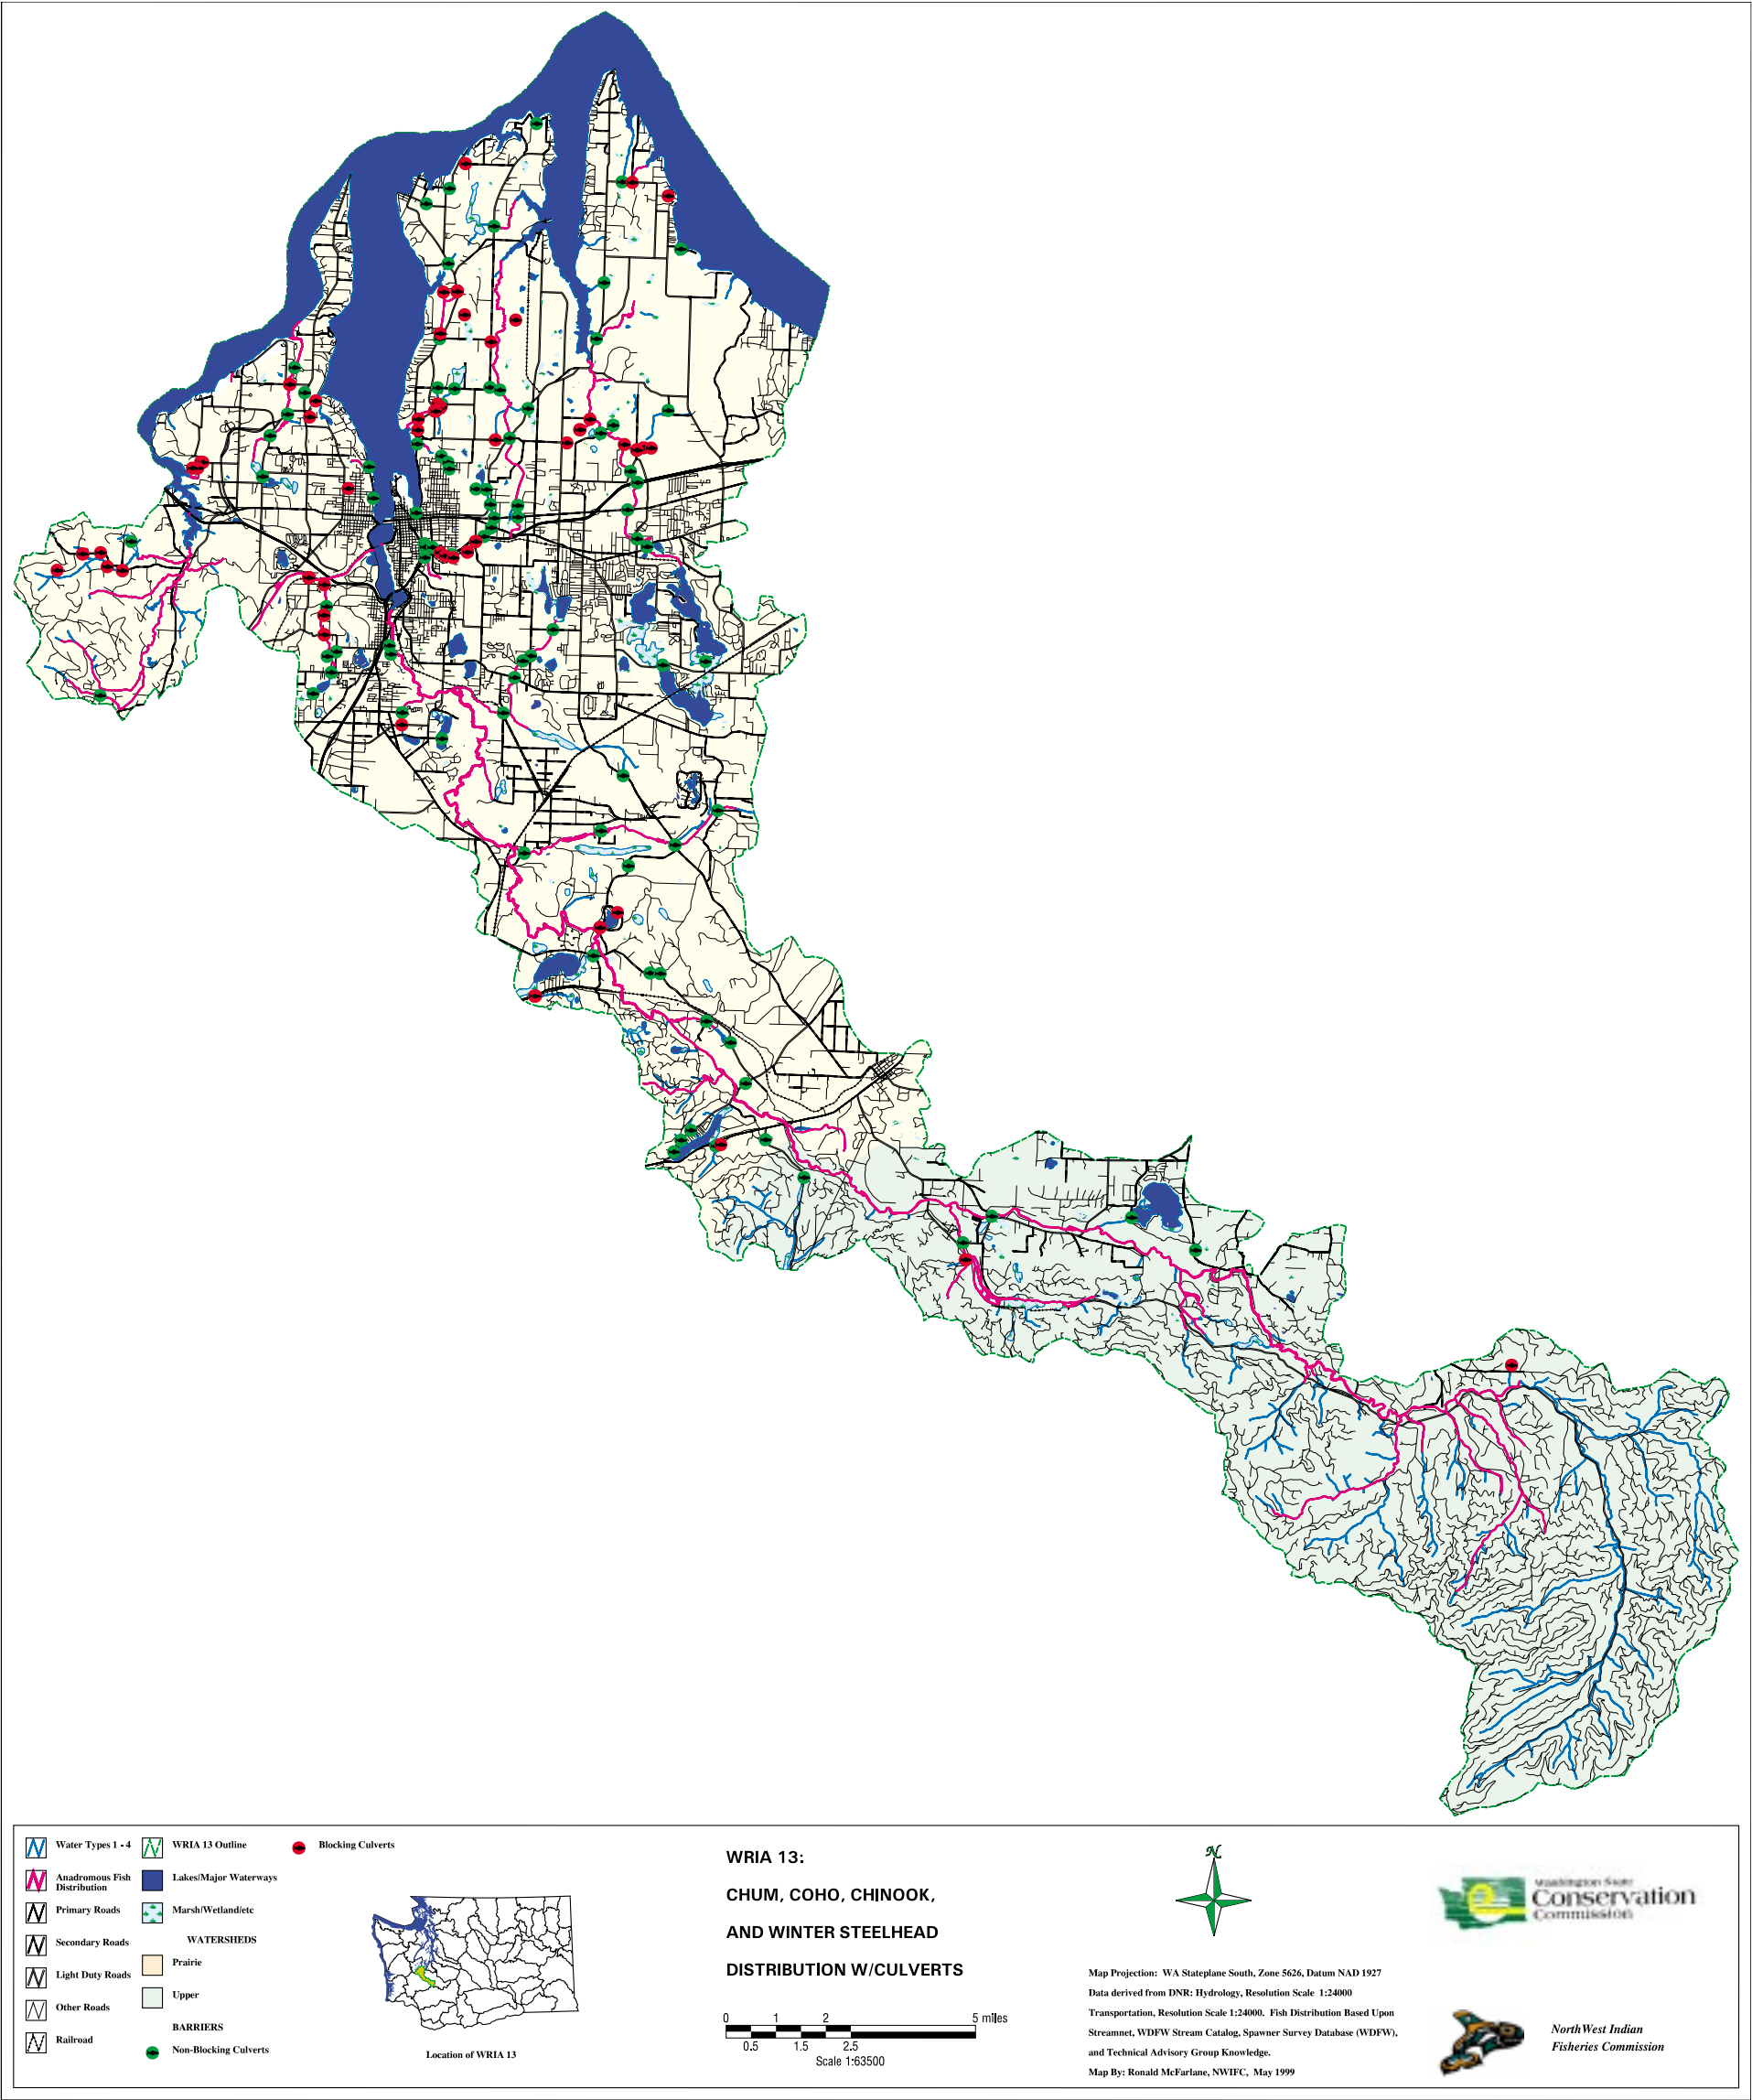 Water Types 1 - 4
Anadromous Fish
Distribution
Primary Roads
Secondary Roads
Light Duty Roads
Other Roads
Railroad
WRIA 13 Outline
Lakes/Major Waterways
Marsh/Wetland/etc
WATERSHEDS
Prairie
Upper
BARRIERS
Non-Blocking Culverts
Blocking Culverts
Location of WRIA 13
WRIA 13:
CHUM, COHO, CHINOOK,
AND WINTER STEELHEAD
DISTRIBUTION W/CULVERTS
0 1 2 5 miles
0.5 1.5 2.5
Scale 1:63500
N
Map Projection: WA Stateplane South, Zone 5626, Datum NAD 1927
Data derived from DNR: Hydrology, Resolution Scale 1:24000
Transportation, Resolution Scale 1:24000. Fish Distribution Based Upon
Streamnet, WDFW Stream Catalog, Spawner Survey Database (WDFW),
and Technical Advisory Group Knowledge.
Map By: Ronald McFarlane, NWIFC, May 1999
Washington State
Conservation
Commission
NorthWest Indian
Fisheries Commission